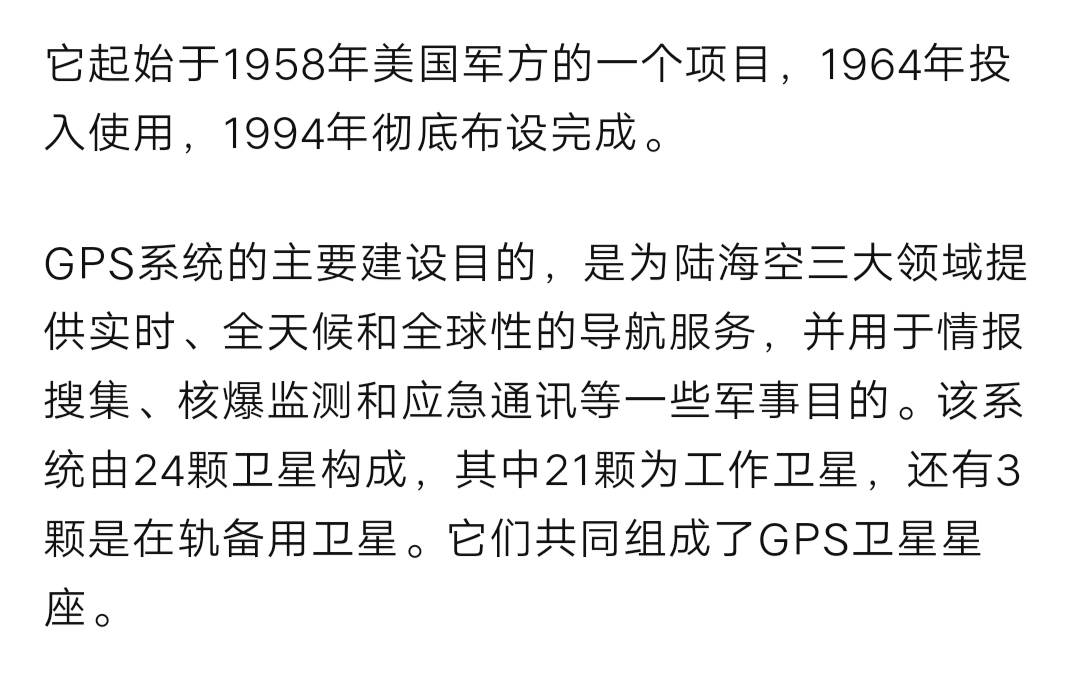 它起始于1958年美国军方的一个项目，1964年投
入使用，1994年彻底布设完成。
GPS系统的主要建设目的，是为陆海空三大领域提
供实时、全天候和全球性的导航服务，并用于情报
搜集、核爆监测和应急通讯等一些军事目的。该系
统由24颗卫星构成，其中21颗为工作卫星，还有3
颗是在轨备用卫星。它们共同组成了GPS卫星星
座。